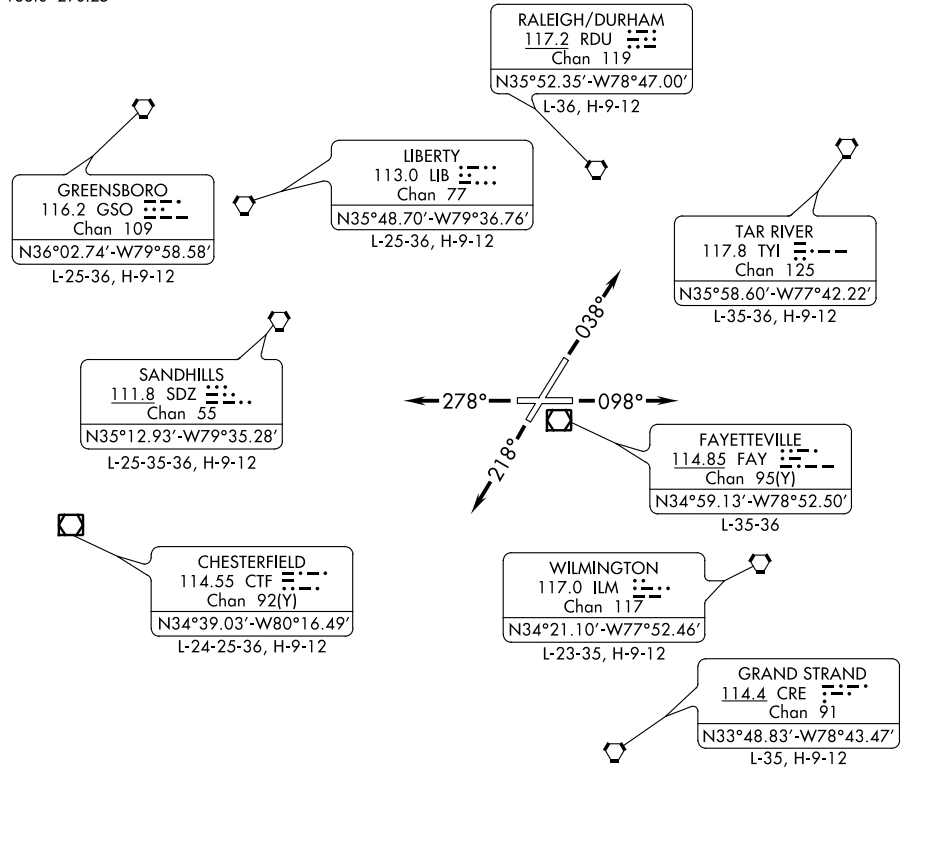 RALEIGH/DURHAM
117.2 RDU
Chan 119
N35°52.35′-W78°47.00′
L-36, H-9-12
GREENSBORO
116.2 GSO
Chan 109
N36°02.74′-W79°58.58′
L-25-36, H-9-12
LIBERTY
113.0 LIB
Chan 77
N35°48.70′-W79°36.76′
L-25-36, H-9-12
TAR RIVER
117.8 TYI
Chan 125
N35°58.60′-W77°42.22′
L-35-36, H-9-12
SANDHILLS
111.8 SDZ
Chan 55
N35°12.93′-W79°35.28′
L-25-35-36, H-9-12
038°
278°
098°
218°
FAYETTEVILLE
114.85 FAY
Chan 95(Y)
N34°59.13′-W78°52.50′
L-35-36
CHESTERFIELD
114.55 CTF
Chan 92(Y)
N34°39.03′-W80°16.49′
L-24-25-36, H-9-12
WILMINGTON
117.0 ILM
Chan 117
N34°21.10′-W77°52.46′
L-23-35, H-9-12
GRAND STRAND
114.4 CRE
Chan 91
N33°48.83′-W78°43.47′
L-35, H-9-12